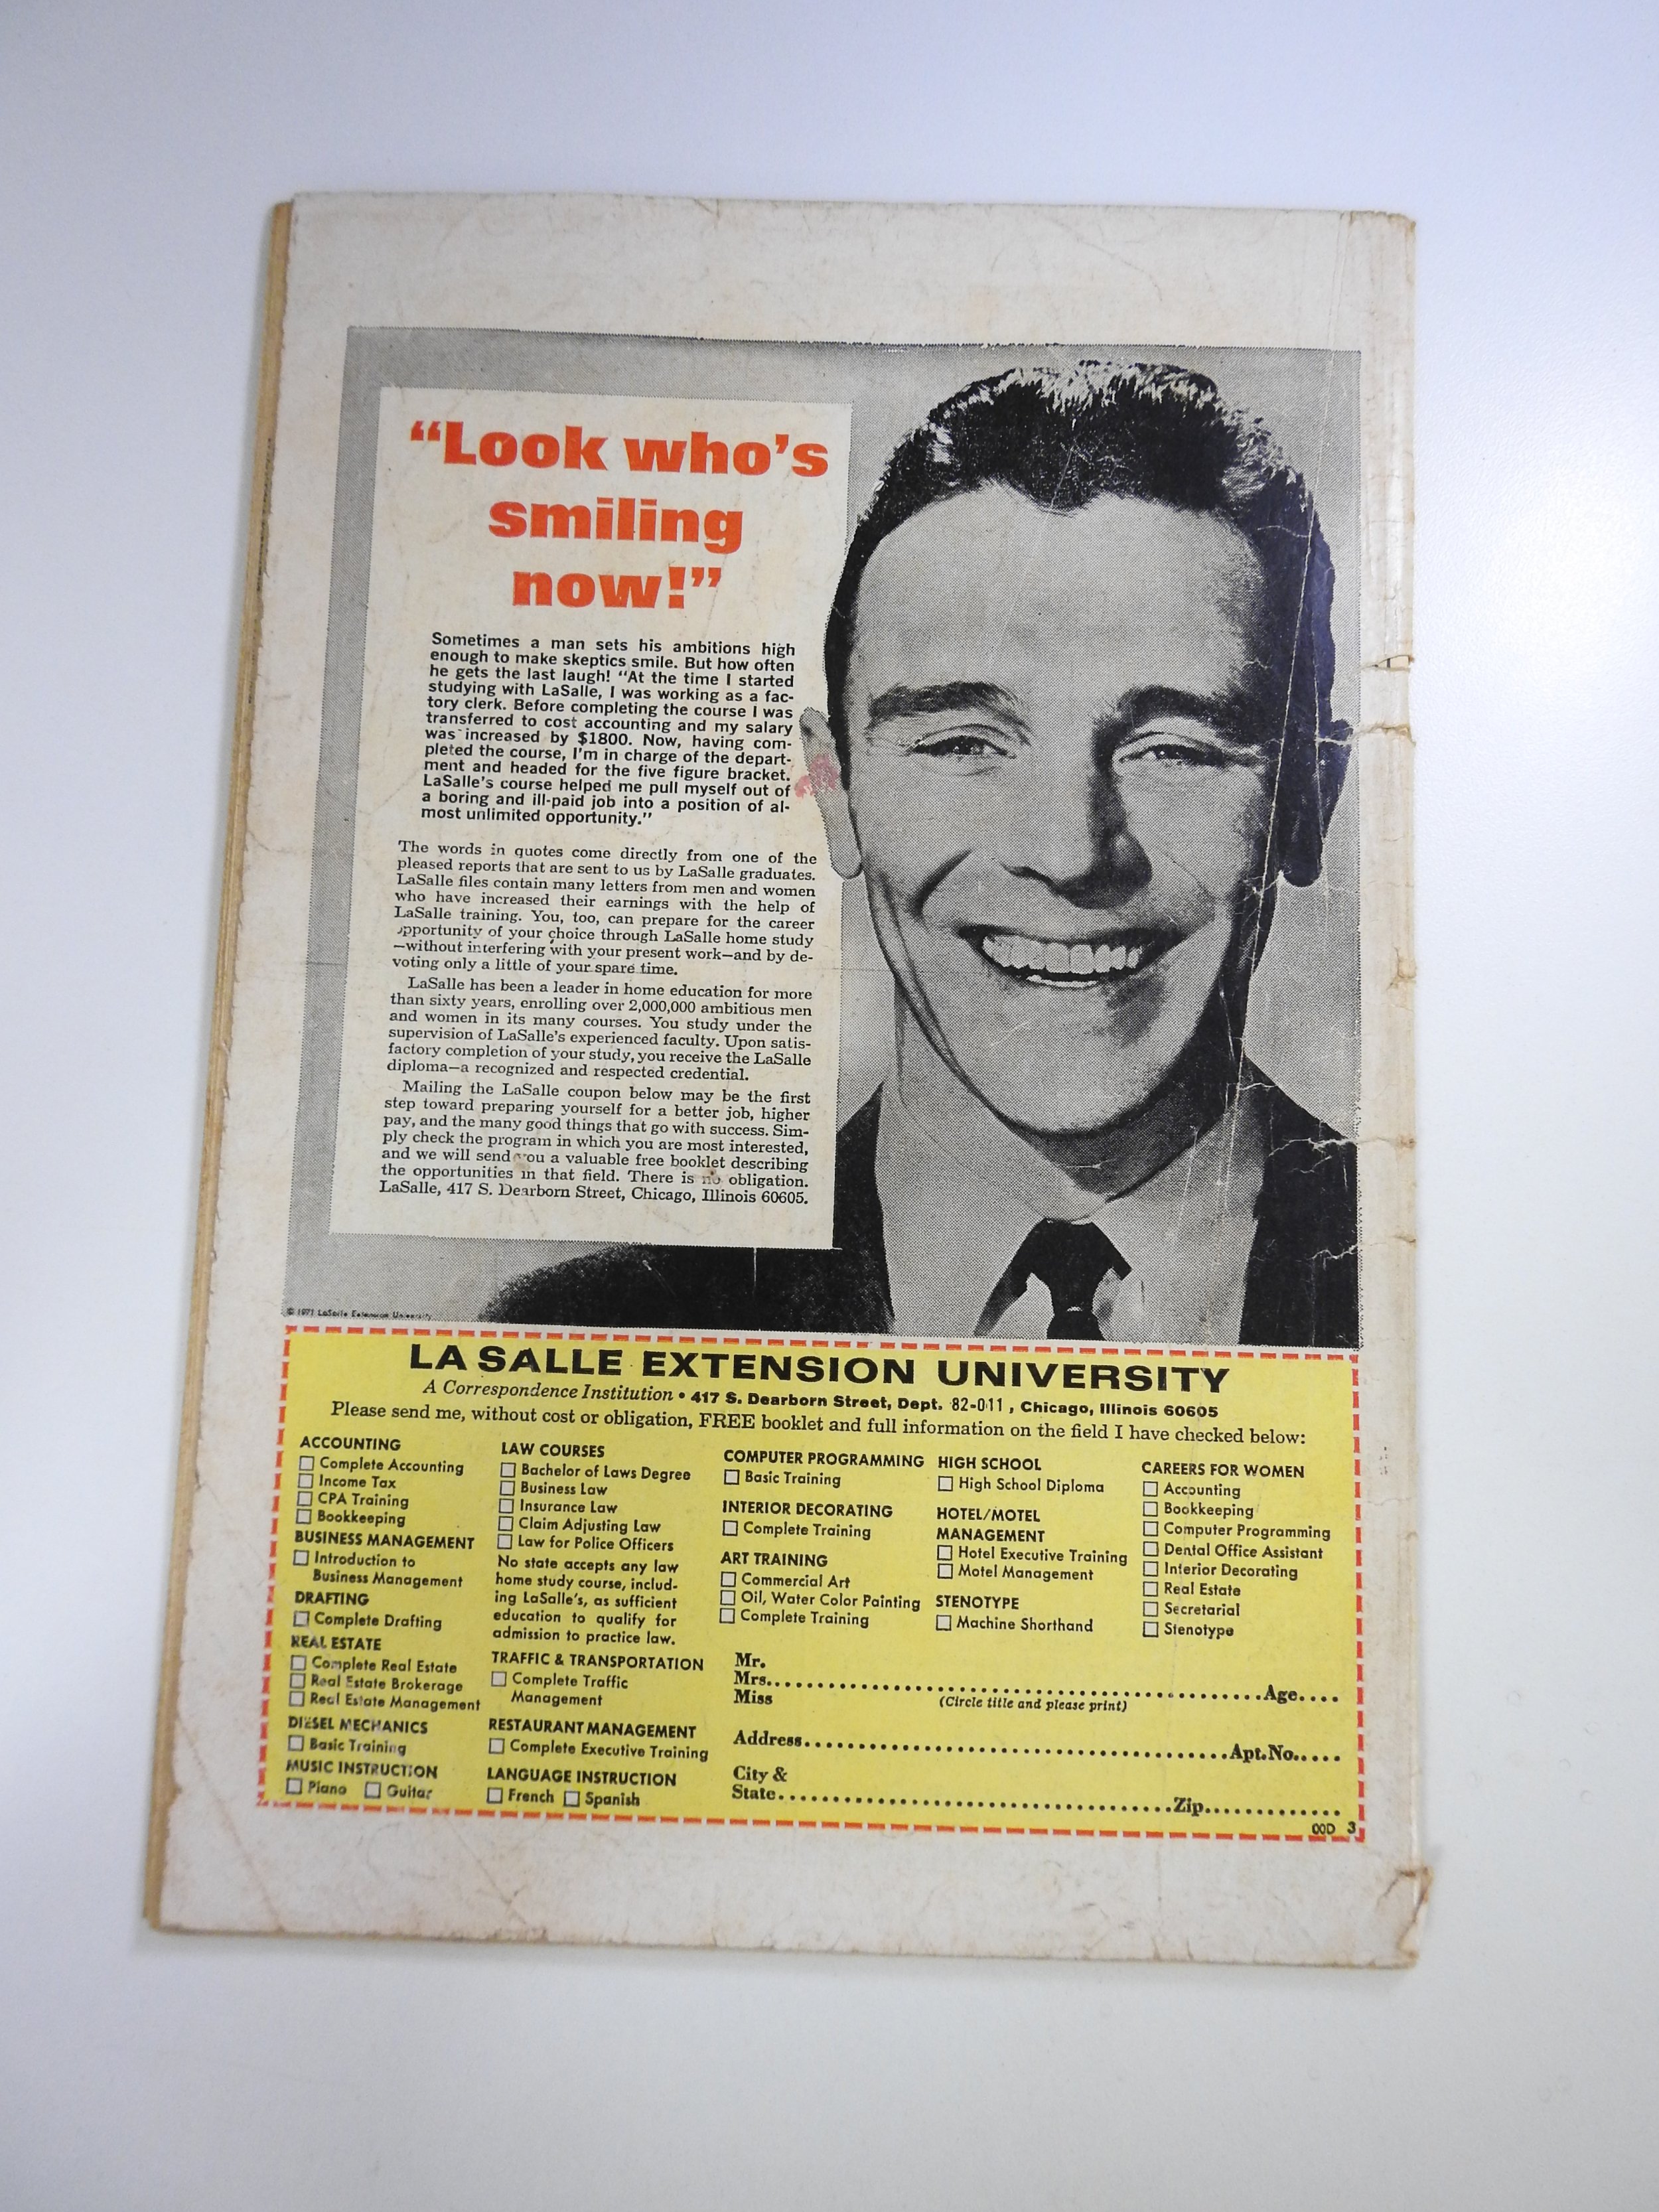 “Look who’s
smiling
now!”
Sometimes a man sets his ambitions high
enough to make skeptics smile. But how often
he gets the last laugh! “At the time I started
studying with LaSalle, I was working as a fac-
tory clerk. Before completing the course I was
transferred to cost accounting and my salary
was increased by $1800. Now, having com-
pleted the course, I’m in charge of the depart-
ment and headed for the five figure bracket.
LaSalle’s course helped me pull myself out of
a boring and ill-paid job into a position of al-
most unlimited opportunity.”
The words in quotes come directly from one of the
pleased reports that are sent to us by LaSalle graduates.
LaSalle files contain many letters from men and women
who have increased their earnings with the help of
LaSalle training. You, too, can prepare for the career
opportunity of your choice through LaSalle home study
—without interfering with your present work—and by de-
voting only a little of your spare time.
LaSalle has been a leader in home education for more
than sixty years, enrolling over 2,000,000 ambitious men
and women in its many courses. You study under the
supervision of LaSalle’s experienced faculty. Upon satis-
factory completion of your study, you receive the LaSalle
diploma—a recognized and respected credential.
Mailing the LaSalle coupon below may be the first
step toward preparing yourself for a better job, higher
pay, and the many good things that go with success. Sim-
ply check the program in which you are most interested,
and we will send you a valuable free booklet describing
the opportunities in that field. There is no obligation.
LaSalle, 417 S. Dearborn Street, Chicago, Illinois 60605.
© 1971 LaSalle Extension University
LA SALLE EXTENSION UNIVERSITY
A Correspondence Institution • 417 S. Dearborn Street, Dept. 82-011, Chicago, Illinois 60605
Please send me, without cost or obligation, FREE booklet and full information on the field I have checked below:
ACCOUNTING
Complete Accounting
Income Tax
CPA Training
Bookkeeping
BUSINESS MANAGEMENT
Introduction to
Business Management
DRAFTING
Complete Drafting
REAL ESTATE
Complete Real Estate
Real Estate Brokerage
Real Estate Management
DIESEL MECHANICS
Basic Training
MUSIC INSTRUCTION
Piano Guitar
LAW COURSES
Bachelor of Laws Degree
Business Law
Insurance Law
Claim Adjusting Law
Law for Police Officers
No state accepts any law
home study course, includ-
ing LaSalle’s, as sufficient
education to qualify for
admission to practice law.
TRAFFIC & TRANSPORTATION
Complete Traffic
Management
RESTAURANT MANAGEMENT
Complete Executive Training
LANGUAGE INSTRUCTION
French Spanish
COMPUTER PROGRAMMING
Basic Training
INTERIOR DECORATING
Complete Training
ART TRAINING
Commercial Art
Oil, Water Color Painting
Complete Training
HIGH SCHOOL
High School Diploma
HOTEL/MOTEL
MANAGEMENT
Hotel Executive Training
Motel Management
STENOTYPE
Machine Shorthand
CAREERS FOR WOMEN
Accounting
Bookkeeping
Computer Programming
Dental Office Assistant
Interior Decorating
Real Estate
Secretarial
Stenotype
Mr.
Mrs. Age
Miss (Circle title and please print)
Address Apt.No.
City &
State Zip
00D 3